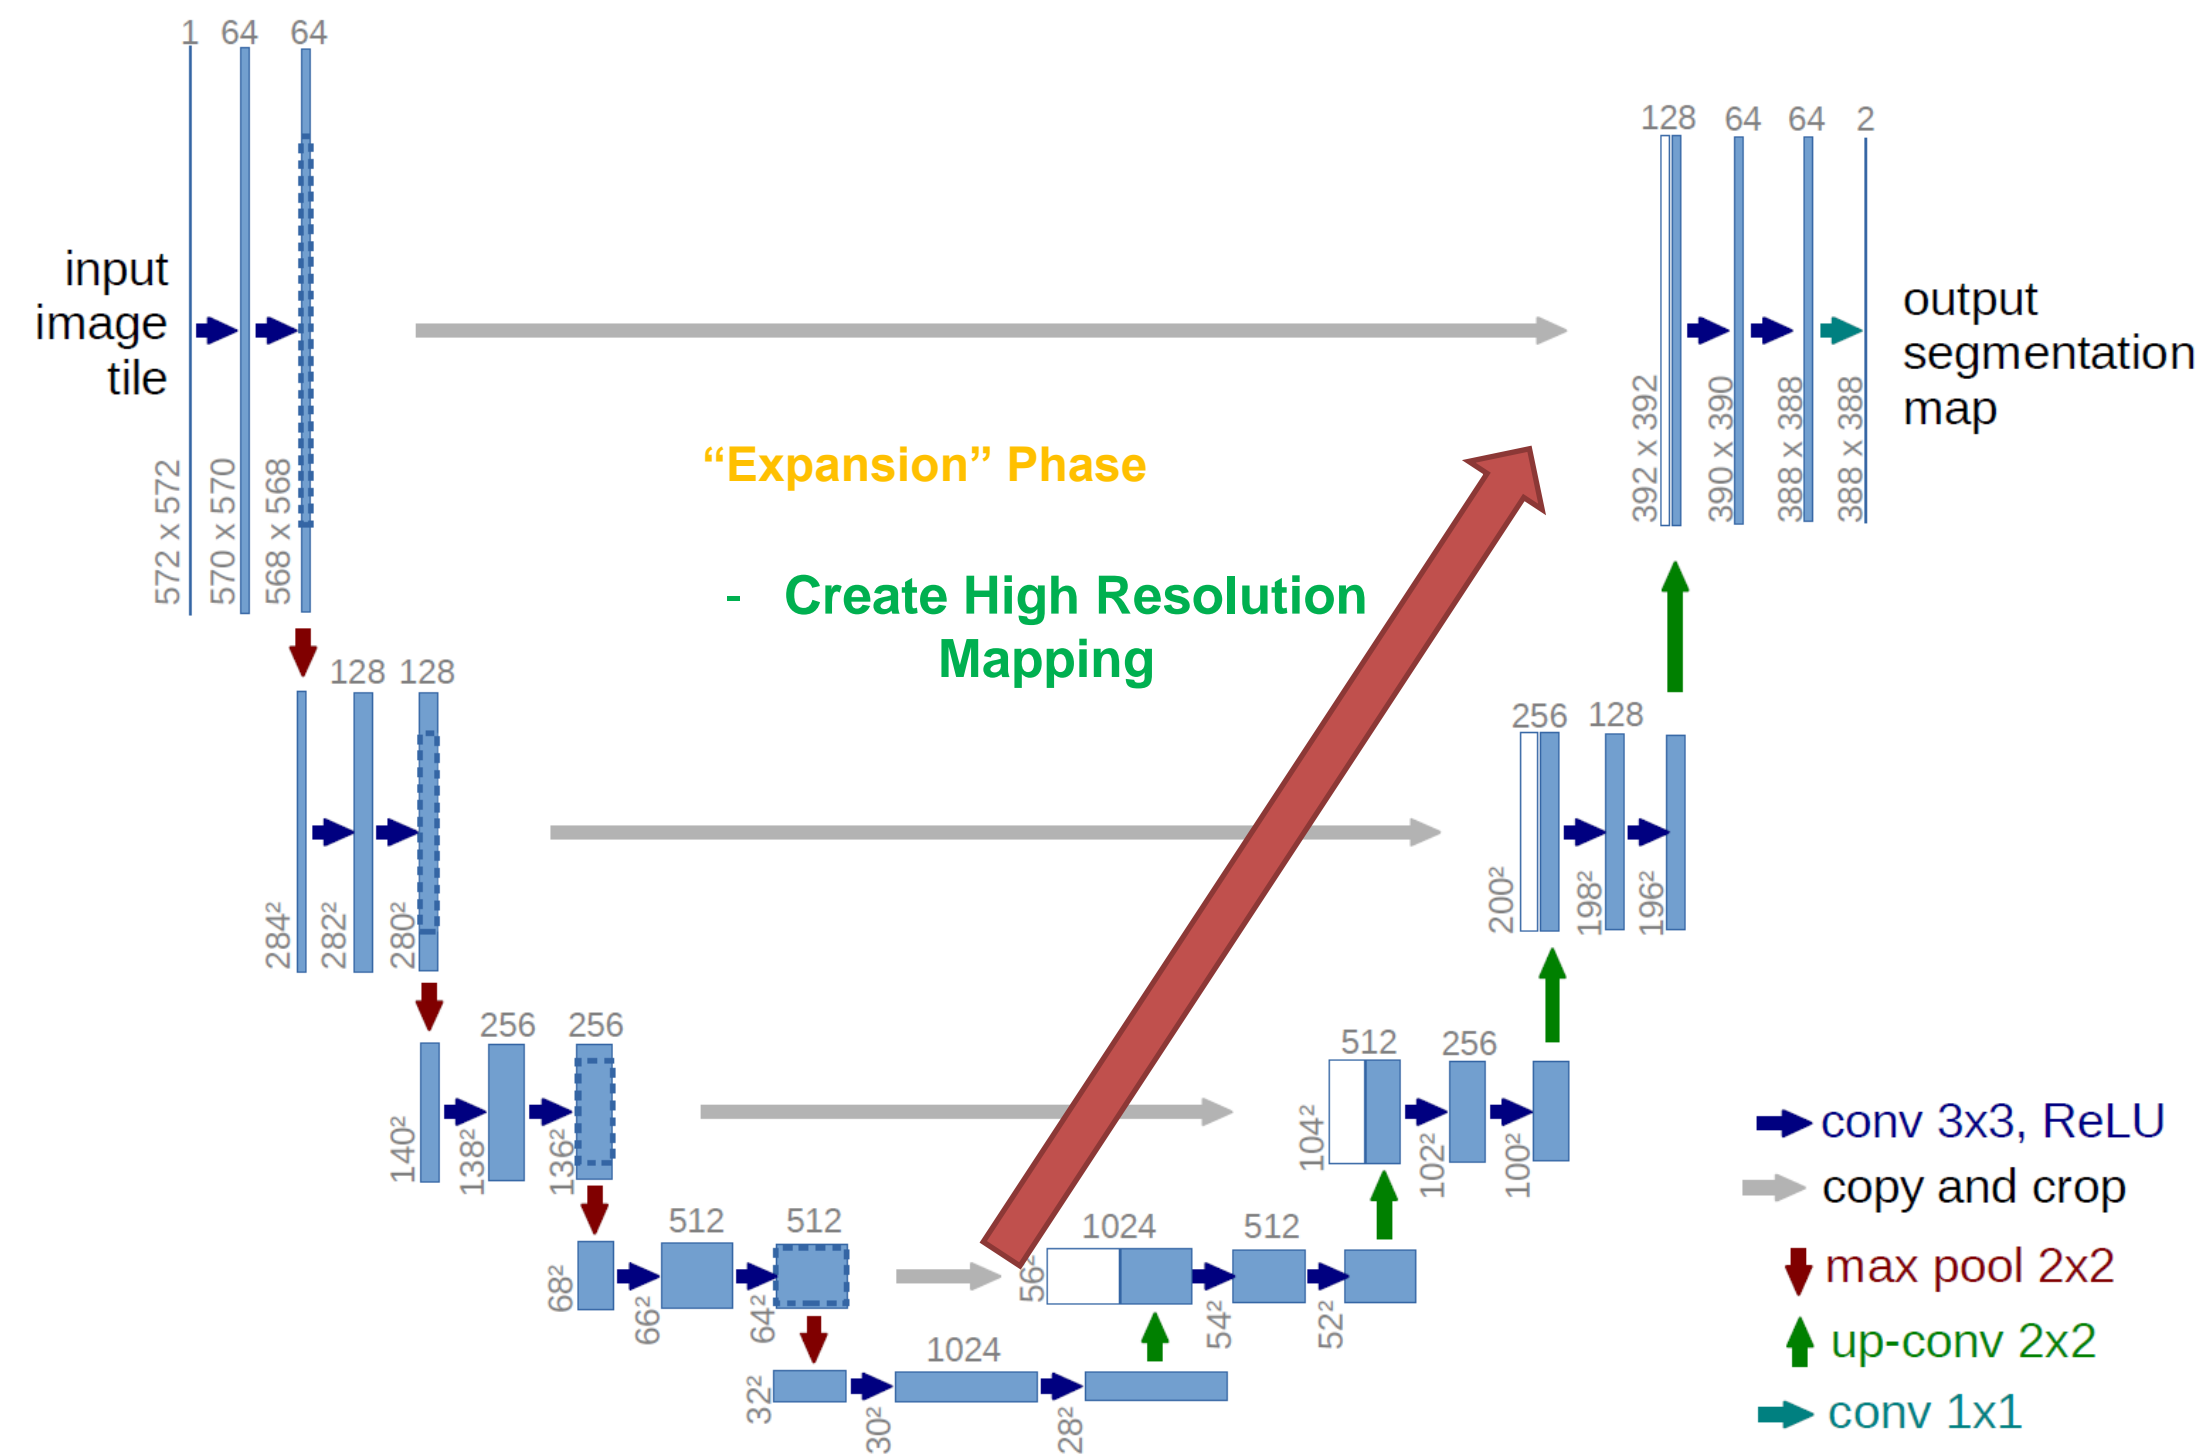 1 64 64
input
image
tile
572 x 572
570 x 570
568 x 568
128 64 64 2
392 x 392
390 x 390
388 x 388
388 x 388
output
segmentation
map
“Expansion” Phase
- Create High Resolution
Mapping
128 128
284²
282²
280²
256 128
200²
198²
196²
256 256
140²
138²
136²
512 256
104²
102²
100²
512 512
68²
66²
64²
1024 512
56²
54²
52²
1024
32²
30²
28²
conv 3x3, ReLU
copy and crop
max pool 2x2
up-conv 2x2
conv 1x1